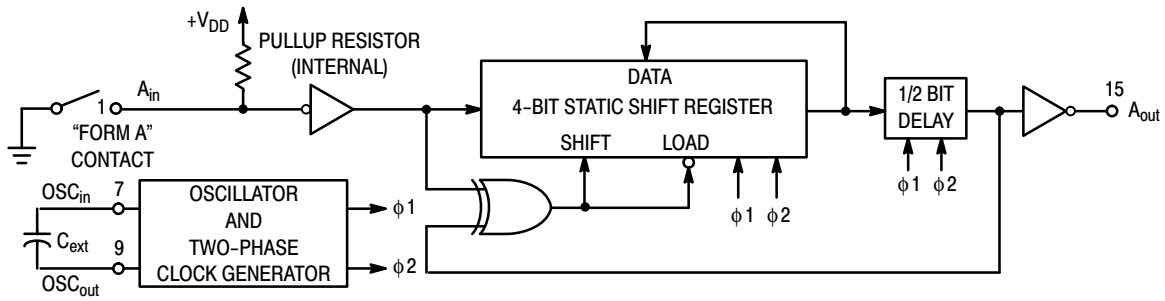 +VDD
PULLUP RESISTOR
(INTERNAL)
1
Ain
"FORM A"
CONTACT
DATA
4–BIT STATIC SHIFT REGISTER
SHIFT LOAD
ϕ1 ϕ2
1/2 BIT
DELAY
ϕ1 ϕ2
15
Aout
OSCin
7
Cext
9
OSCout
OSCILLATOR
AND
TWO–PHASE
CLOCK GENERATOR
ϕ1
ϕ2